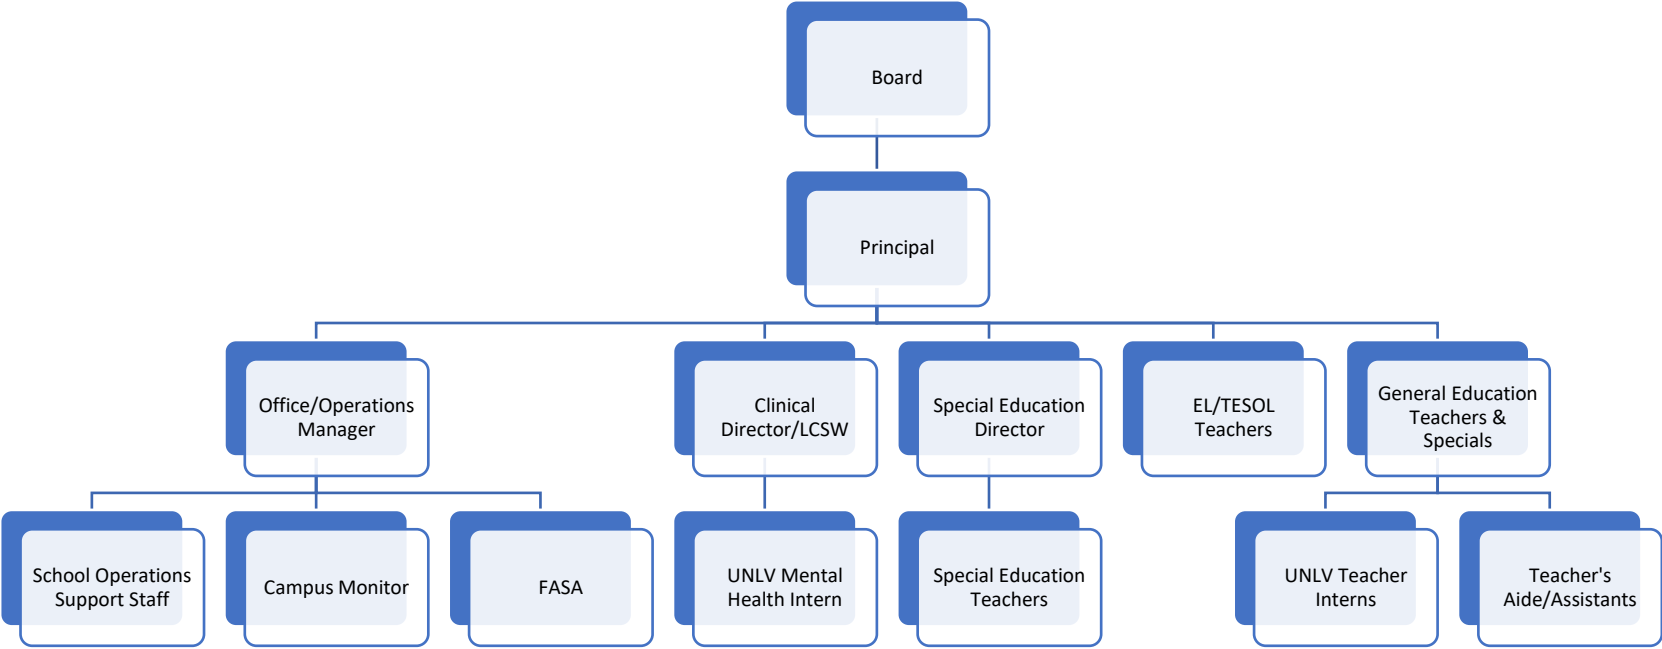 Board
Principal
Office/Operations
Manager
Clinical
Director/LCSW
Special Education
Director
EL/TESOL
Teachers
General Education
Teachers &
Specials
School Operations
Support Staff
Campus Monitor
FASA
UNLV Mental
Health Intern
Special Education
Teachers
UNLV Teacher
Interns
Teacher's
Aide/Assistants